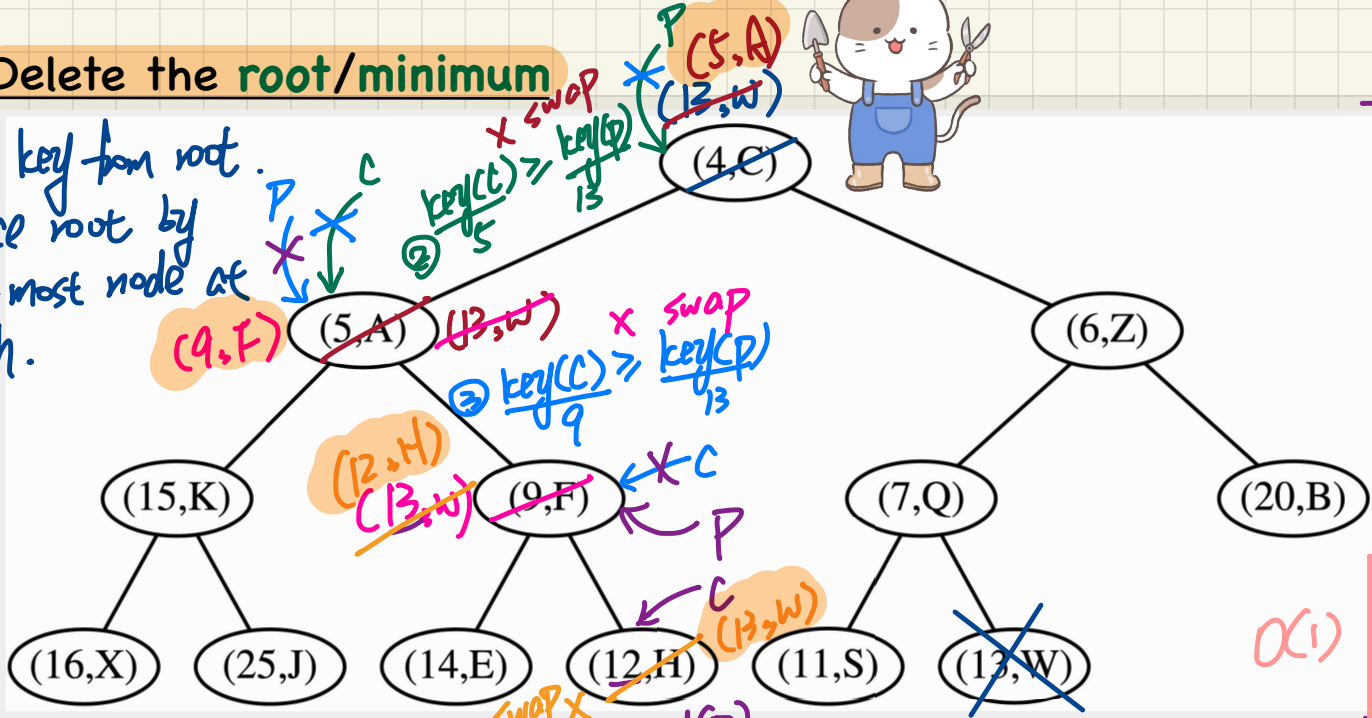 Delete the root/minimum
P
(5,A)
(13,W)
× swap
key from root.
root by
most node at
P
C
② key(C) ≥ key(P)
5
13
(4,C)
(9,F)
(5,A)
(13,W)
× swap
③ key(C) ≥ key(P)
9
13
(6,Z)
(12,H)
(13,W)
(15,K)
(9,F)
C
P
(7,Q)
(20,B)
C
(13,W)
(16,X)
(25,J)
(14,E)
(12,H)
(11,S)
(13,W)
O(1)
swap ×